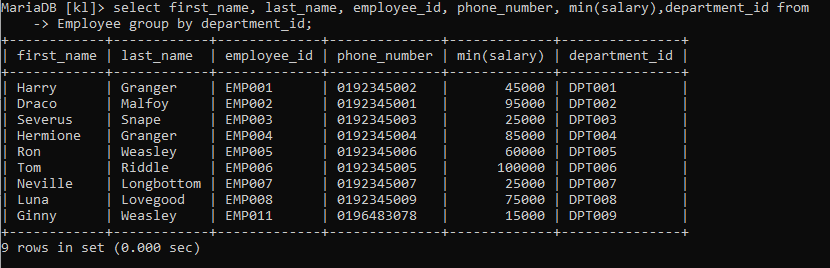 MariaDB [kl]> select first_name, last_name, employee_id, phone_number, min(salary),department_id from
    -> Employee group by department_id;
+------------+------------+-------------+--------------+-------------+---------------+
| first_name | last_name  | employee_id | phone_number | min(salary) | department_id |
+------------+------------+-------------+--------------+-------------+---------------+
| Harry      | Granger    | EMP001      | 0192345002   |       45000 | DPT001        |
| Draco      | Malfoy     | EMP002      | 0192345001   |       95000 | DPT002        |
| Severus    | Snape      | EMP003      | 0192345003   |       25000 | DPT003        |
| Hermione   | Granger    | EMP004      | 0192345004   |       85000 | DPT004        |
| Ron        | Weasley    | EMP005      | 0192345006   |       60000 | DPT005        |
| Tom        | Riddle     | EMP006      | 0192345005   |      100000 | DPT006        |
| Neville    | Longbottom | EMP007      | 0192345007   |       25000 | DPT007        |
| Luna       | Lovegood   | EMP008      | 0192345009   |       75000 | DPT008        |
| Ginny      | Weasley    | EMP011      | 0196483078   |       15000 | DPT009        |
+------------+------------+-------------+--------------+-------------+---------------+
9 rows in set (0.000 sec)